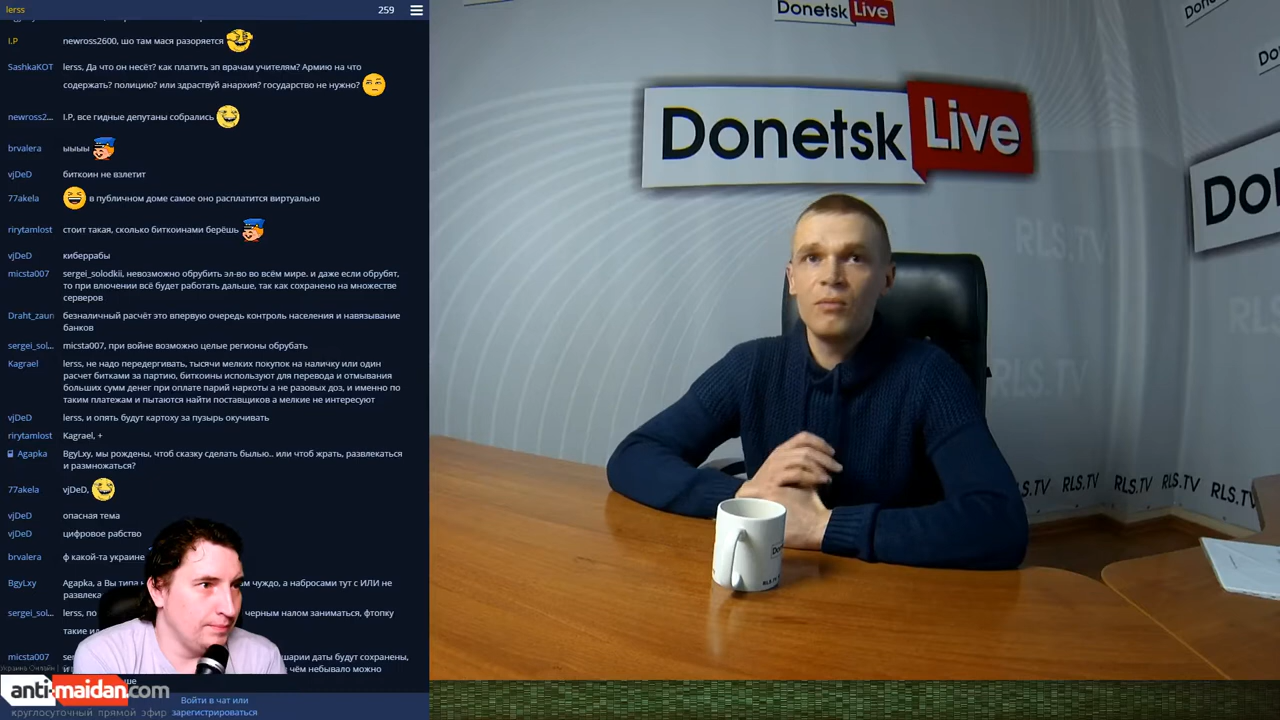 lerss
259
I.P newross2600, шо там мася разоряется
SashkaKOT lerss, Да что он несёт? как платить зп врачам учителям? Армию на что
содержать? полицию? или здраствуй анархия? государство не нужно?
newross2... I.P, все гидные депутаны собрались
brvalera ыыыы
vjDeD биткоин не взлетит
77akela в публичном доме самое оно расплатится виртуально
rirytamlost стоит такая, сколько биткоинами берёшь
vjDeD киберрабы
micsta007 sergei_solodkii, невозможно обрубить эл-во во всём мире. и даже если обрубят,
то при влючении всё будет работать дальше, так как сохранено на множестве
серверов
Draht_zaun безналичный расчёт это впервую очередь контроль населения и навязывание
банков
sergei_sol... micsta007, при войне возможно целые регионы обрубать
Kagrael lerss, не надо передергивать, тысячи мелких покупок на наличку или один
расчет битками за партию, биткоины используют для перевода и отмывания
больших сумм денег при оплате парий наркоты а не разовых доз, и именно по
таким платежам и пытаются найти поставщиков а мелкие не интересуют
vjDeD lerss, и опять будут картоху за пузырь окучивать
rirytamlost Kagrael, +
Agapka BgyLxy, мы рождены, чтоб сказку сделать былью.. или чтоб жрать, развлекаться
и размножаться?
77akela vjDeD,
vjDeD опасная тема
vjDeD цифровое рабство
brvalera ф какой-та украине
BgyLxy Agapka, а Вы типа чуждо, а набросами тут с ИЛИ не
развлека
sergei_sol... lerss, по черным налом заниматься, фтопку
такие
micsta007 шарии даты будут сохранены,
чём небывало можно
Украина Онлайн
anti-maidan.com
Войти в чат или
круглосуточный прямой эфир зарегистрироваться
Donetsk Live
Donetsk Live
RLS.TV
RLS.TV
RLS.TV
RLS.TV
RLS.TV
RLS.TV